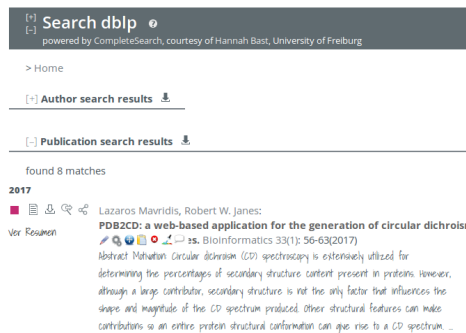 [+]
[-]
Search dblp
powered by CompleteSearch, courtesy of Hannah Bast, University of Freiburg
> Home
[+] Author search results
[-] Publication search results
found 8 matches
2017
Lazaros Mavridis, Robert W. Janes:
Ver Resumen
PDB2CD: a web-based application for the generation of circular dichrois
es. Bioinformatics 33(1): 56-63(2017)
Abstract Motivation Circular dichroism (CD) spectroscopy is extensively utilized for
determining the percentages of secondary structure content present in proteins. However,
although a large contributor, secondary structure is not the only factor that influences the
shape and magnitude of the CD spectrum produced. Other structural features can make
contributions so an entire protein structural conformation can give rise to a CD spectrum. ...